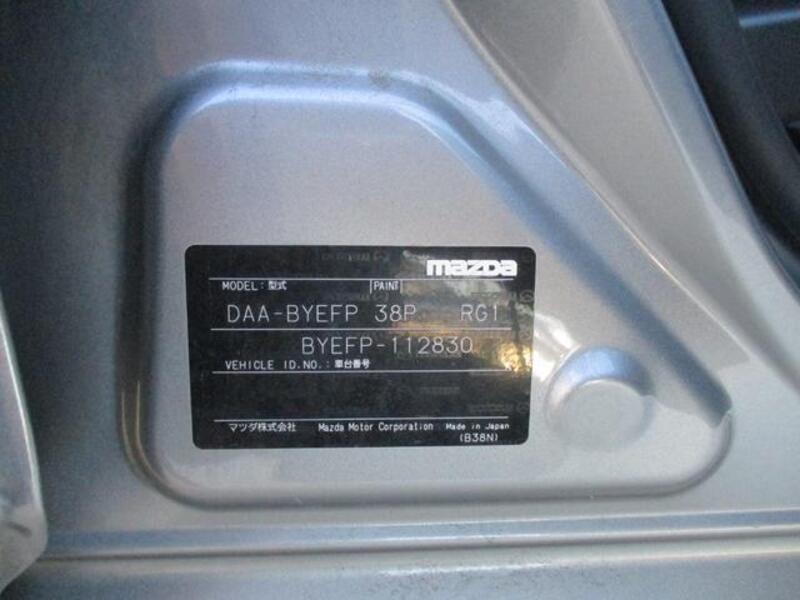 mazda
MODEL:型式 PAINT
DAA-BYEFP 38P RG1
BYEFP-112830
VEHICLE ID.NO.:車台番号
マツダ株式会社 Mazda Motor Corporation Made in Japan
(B38N)